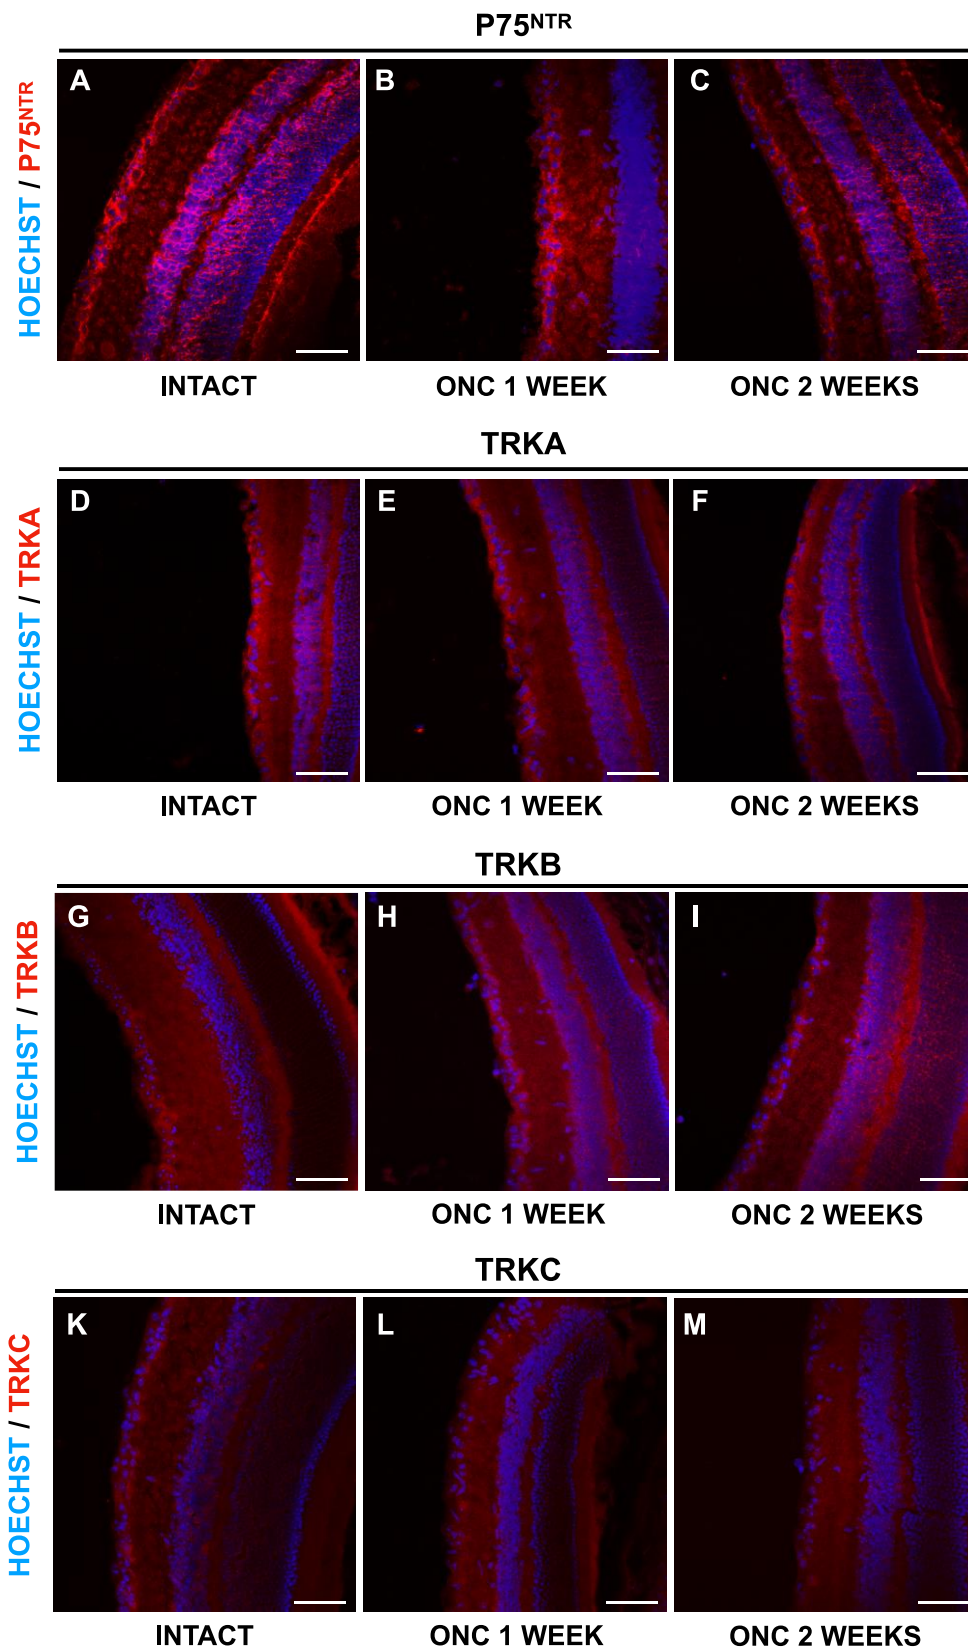 P75NTR
HOECHST / P75NTR
A
B
C
INTACT
ONC 1 WEEK
ONC 2 WEEKS
TRKA
HOECHST / TRKA
D
E
F
INTACT
ONC 1 WEEK
ONC 2 WEEKS
TRKB
HOECHST / TRKB
G
H
I
INTACT
ONC 1 WEEK
ONC 2 WEEKS
TRKC
HOECHST / TRKC
K
L
M
INTACT
ONC 1 WEEK
ONC 2 WEEKS